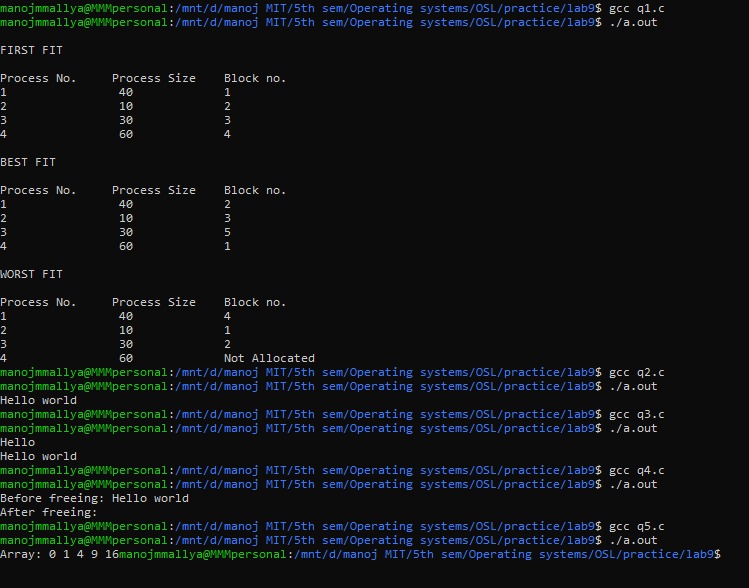 manojmmallya@MMMpersonal:/mnt/d/manoj MIT/5th sem/Operating systems/OSL/practice/lab9$ gcc q1.c
manojmmallya@MMMpersonal:/mnt/d/manoj MIT/5th sem/Operating systems/OSL/practice/lab9$ ./a.out
FIRST FIT
Process No.     Process Size    Block no.
1                40             1
2                10             2
3                30             3
4                60             4
BEST FIT
Process No.     Process Size    Block no.
1                40             2
2                10             3
3                30             5
4                60             1
WORST FIT
Process No.     Process Size    Block no.
1                40             4
2                10             1
3                30             2
4                60             Not Allocated
manojmmallya@MMMpersonal:/mnt/d/manoj MIT/5th sem/Operating systems/OSL/practice/lab9$ gcc q2.c
manojmmallya@MMMpersonal:/mnt/d/manoj MIT/5th sem/Operating systems/OSL/practice/lab9$ ./a.out
Hello world
manojmmallya@MMMpersonal:/mnt/d/manoj MIT/5th sem/Operating systems/OSL/practice/lab9$ gcc q3.c
manojmmallya@MMMpersonal:/mnt/d/manoj MIT/5th sem/Operating systems/OSL/practice/lab9$ ./a.out
Hello
Hello world
manojmmallya@MMMpersonal:/mnt/d/manoj MIT/5th sem/Operating systems/OSL/practice/lab9$ gcc q4.c
manojmmallya@MMMpersonal:/mnt/d/manoj MIT/5th sem/Operating systems/OSL/practice/lab9$ ./a.out
Before freeing: Hello world
After freeing:
manojmmallya@MMMpersonal:/mnt/d/manoj MIT/5th sem/Operating systems/OSL/practice/lab9$ gcc q5.c
manojmmallya@MMMpersonal:/mnt/d/manoj MIT/5th sem/Operating systems/OSL/practice/lab9$ ./a.out
Array: 0 1 4 9 16manojmmallya@MMMpersonal:/mnt/d/manoj MIT/5th sem/Operating systems/OSL/practice/lab9$